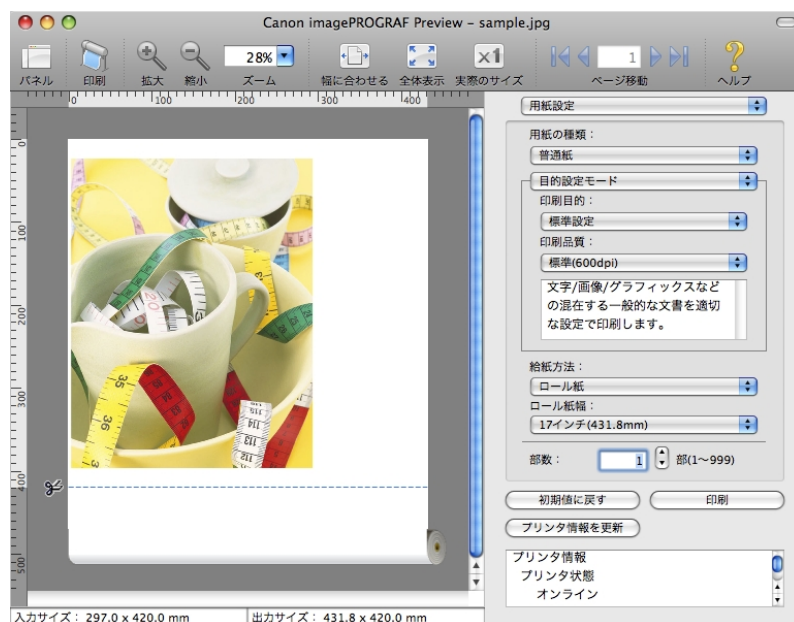 Canon imagePROGRAF Preview – sample.jpg
28%
x1
1
パネル 印刷 拡大 縮小 ズーム 幅に合わせる 全体表示 実際のサイズ ページ移動 ヘルプ
0 100 200 300 400
用紙設定
0
用紙の種類：
普通紙
目的設定モード
印刷目的：
標準設定
100
印刷品質：
標準(600dpi)
文字/画像/グラフィックスなど
の混在する一般的な文書を適切
な設定で印刷します。
200
給紙方法：
ロール紙
300
ロール紙幅：
17インチ(431.8mm)
35
36
部数： 1 部(1～999)
400
初期値に戻す 印刷
プリンタ情報を更新
500
プリンタ情報
プリンタ状態
オンライン
入力サイズ： 297.0 x 420.0 mm 出力サイズ： 431.8 x 420.0 mm